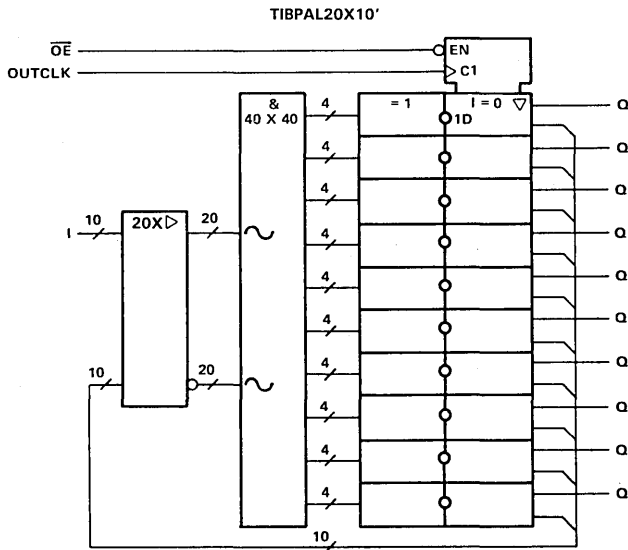 TIBPAL20X10'
OE
EN
OUTCLK
C1
&
40 X 40
4
= 1
I = 0 ▽
Q
1D
4
Q
4
Q
I
10
20X ▷
20
4
Q
4
Q
4
Q
10
20
4
Q
4
Q
4
Q
4
Q
10